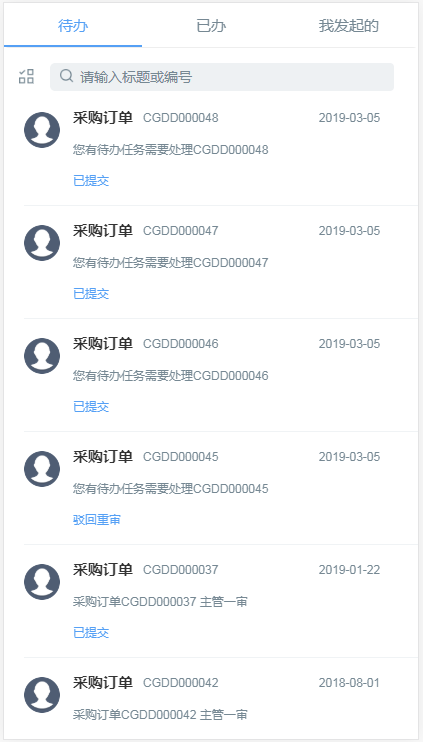 待办 已办 我发起的
请输入标题或编号
采购订单 CGDD000048 2019-03-05
您有待办任务需要处理CGDD000048
已提交
采购订单 CGDD000047 2019-03-05
您有待办任务需要处理CGDD000047
已提交
采购订单 CGDD000046 2019-03-05
您有待办任务需要处理CGDD000046
已提交
采购订单 CGDD000045 2019-03-05
您有待办任务需要处理CGDD000045
驳回重审
采购订单 CGDD000037 2019-01-22
采购订单CGDD000037 主管一审
已提交
采购订单 CGDD000042 2018-08-01
采购订单CGDD000042 主管一审